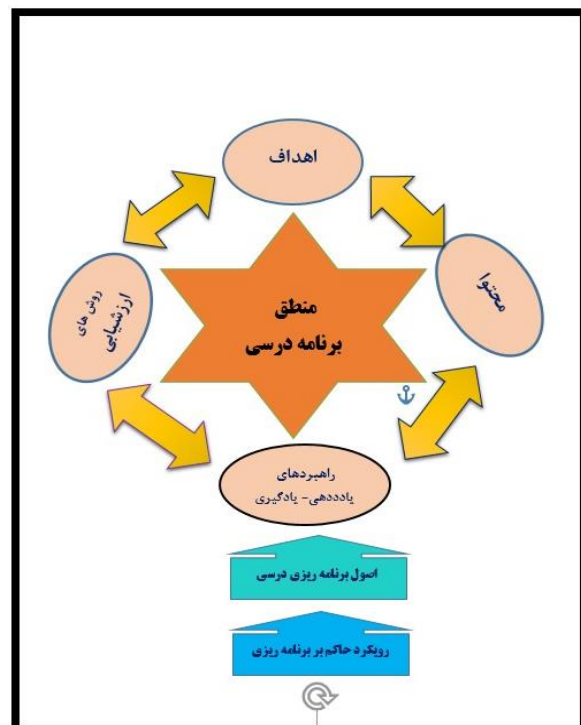 اهداف
محتوا
روش های
ارزشیابی
منطق
برنامه درسی
راهبردهای
یادددهی- یادگیری
اصول برنامه ریزی درسی
رویکرد حاکم بر برنامه ریزی